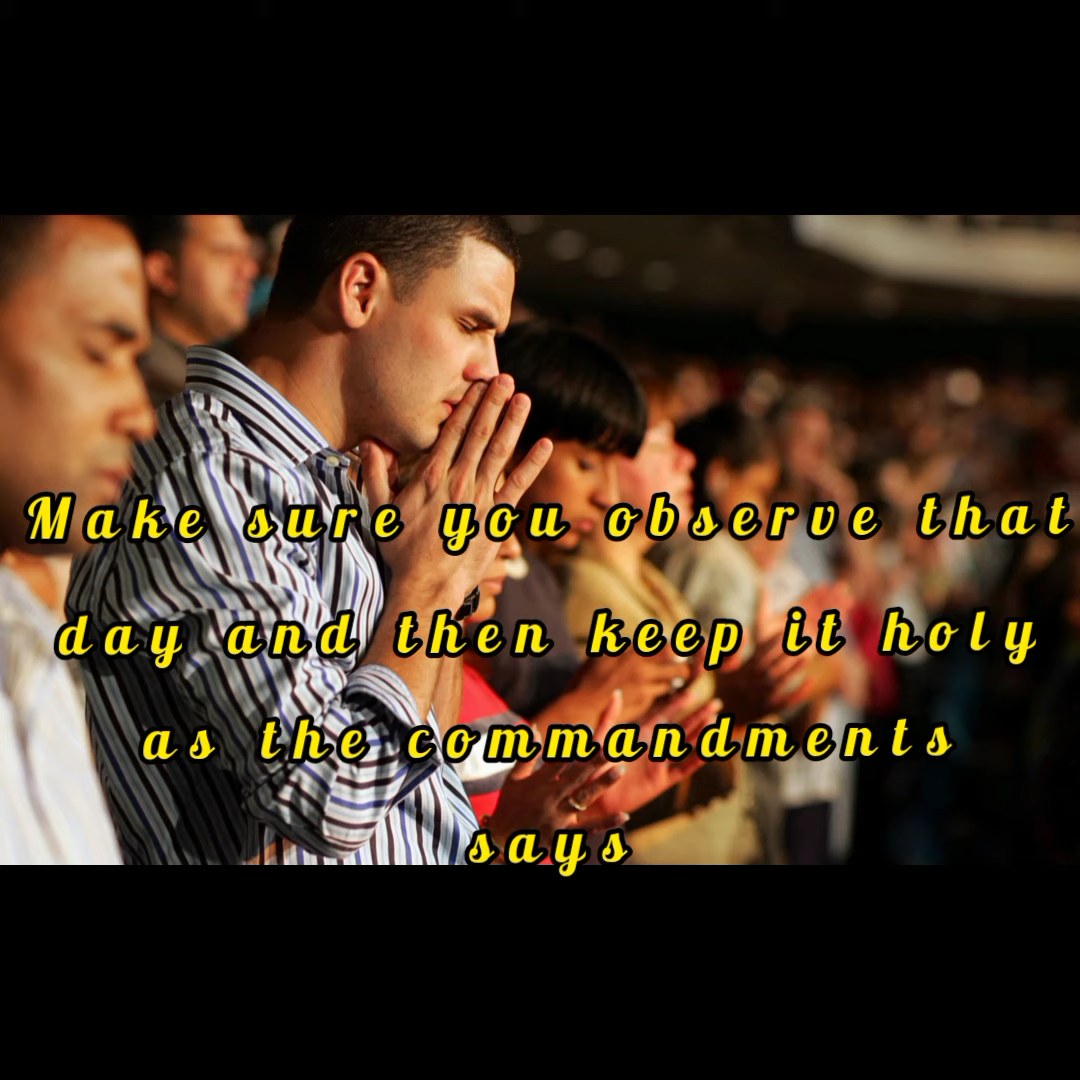 Make sure you observe that
day and then keep it holy
as the commandments
says